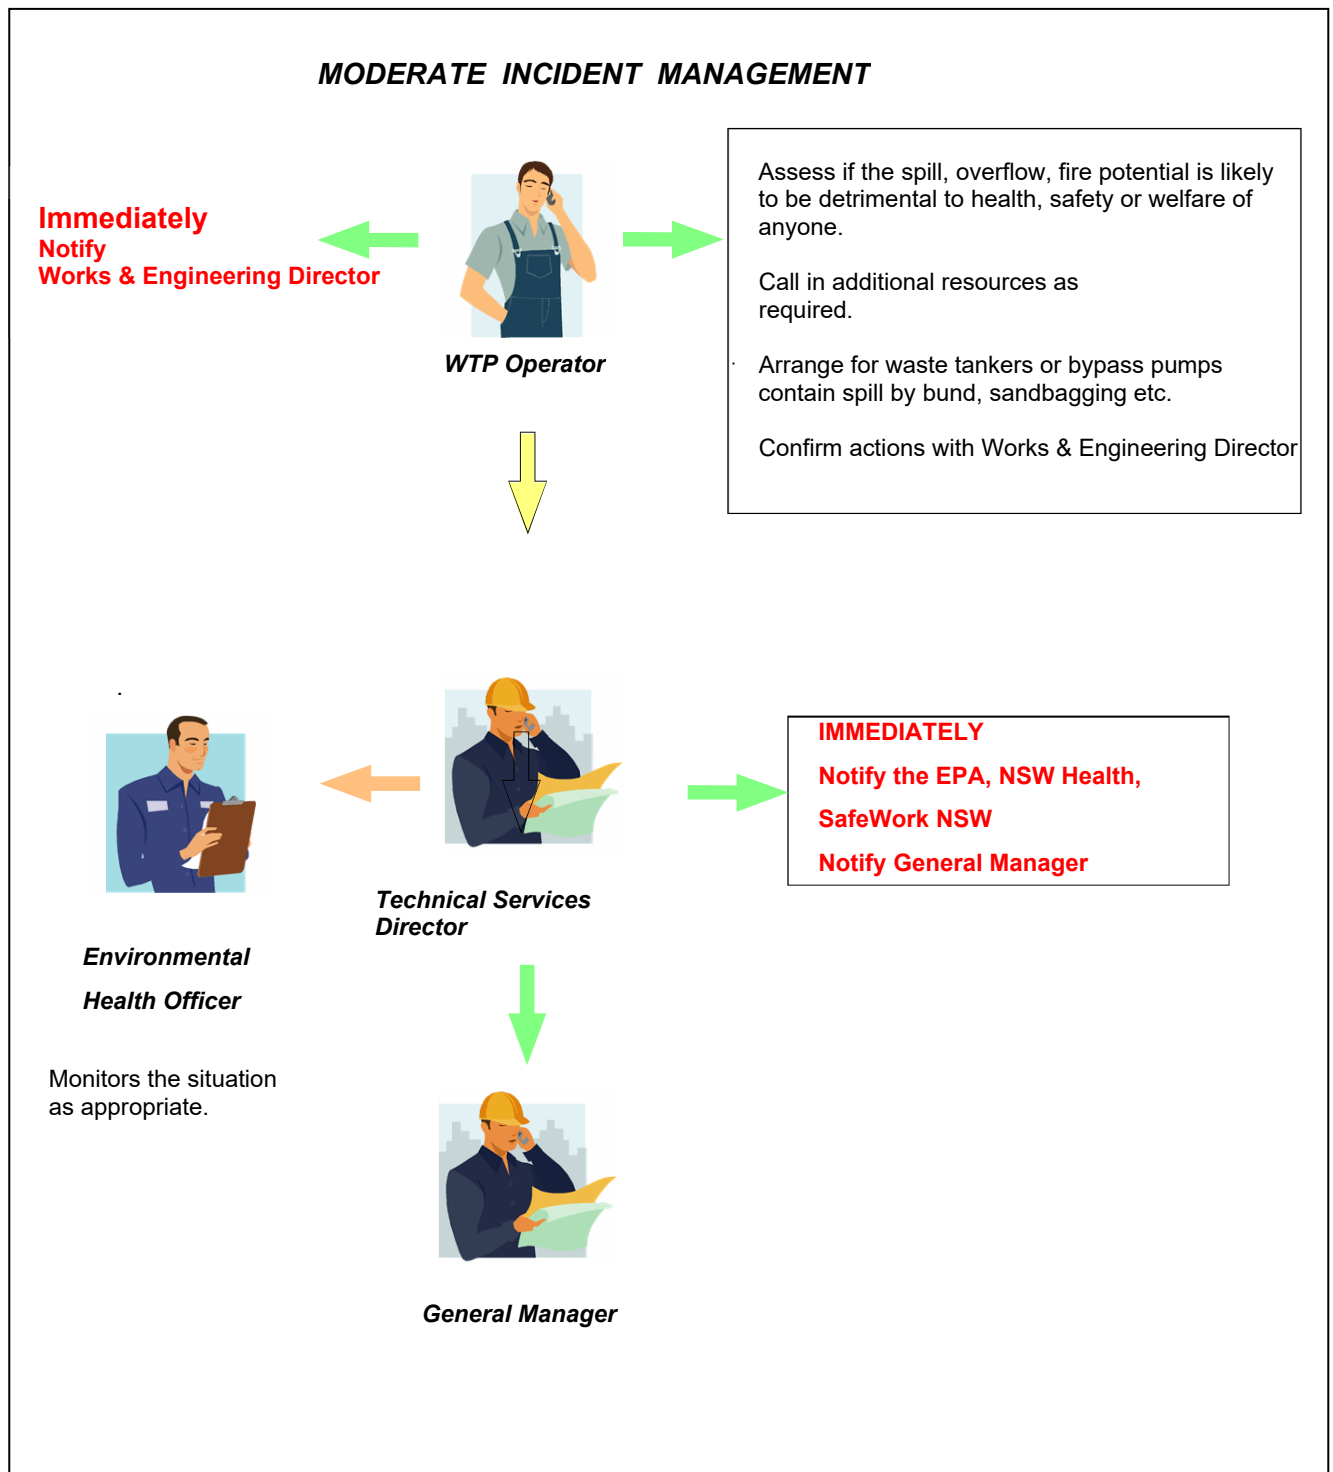 MODERATE INCIDENT MANAGEMENT
Immediately
Notify
Works & Engineering Director
WTP Operator
Assess if the spill, overflow, fire potential is likely
to be detrimental to health, safety or welfare of
anyone.
Call in additional resources as
required.
Arrange for waste tankers or bypass pumps
contain spill by bund, sandbagging etc.
Confirm actions with Works & Engineering Director
Technical Services
Director
IMMEDIATELY
Notify the EPA, NSW Health,
SafeWork NSW
Notify General Manager
Environmental
Health Officer
Monitors the situation
as appropriate.
General Manager